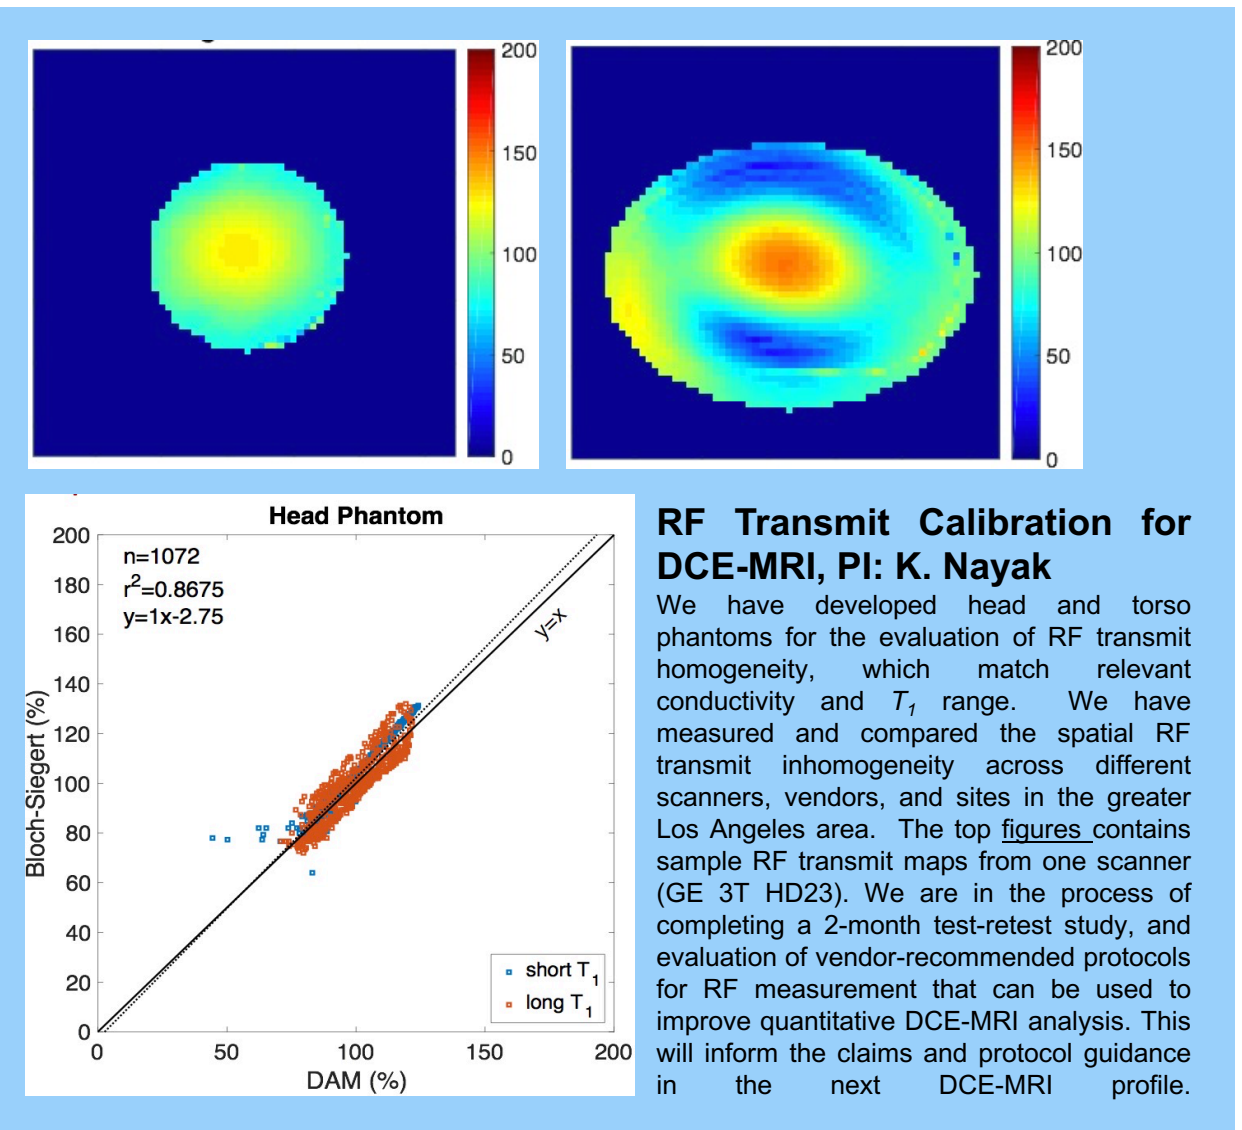 200
150
100
50
0
200
150
100
50
0
Head Phantom
n=1072
r2=0.8675
y=1x-2.75
y=x
200
180
160
140
120
100
80
60
40
20
0
Bloch-Siegert (%)
short T1
long T1
0 50 100 150 200
DAM (%)
RF Transmit Calibration for
DCE-MRI, PI: K. Nayak
We have developed head and torso
phantoms for the evaluation of RF transmit
homogeneity, which match relevant
conductivity and T1 range. We have
measured and compared the spatial RF
transmit inhomogeneity across different
scanners, vendors, and sites in the greater
Los Angeles area. The top figures contains
sample RF transmit maps from one scanner
(GE 3T HD23). We are in the process of
completing a 2-month test-retest study, and
evaluation of vendor-recommended protocols
for RF measurement that can be used to
improve quantitative DCE-MRI analysis. This
will inform the claims and protocol guidance
in the next DCE-MRI profile.